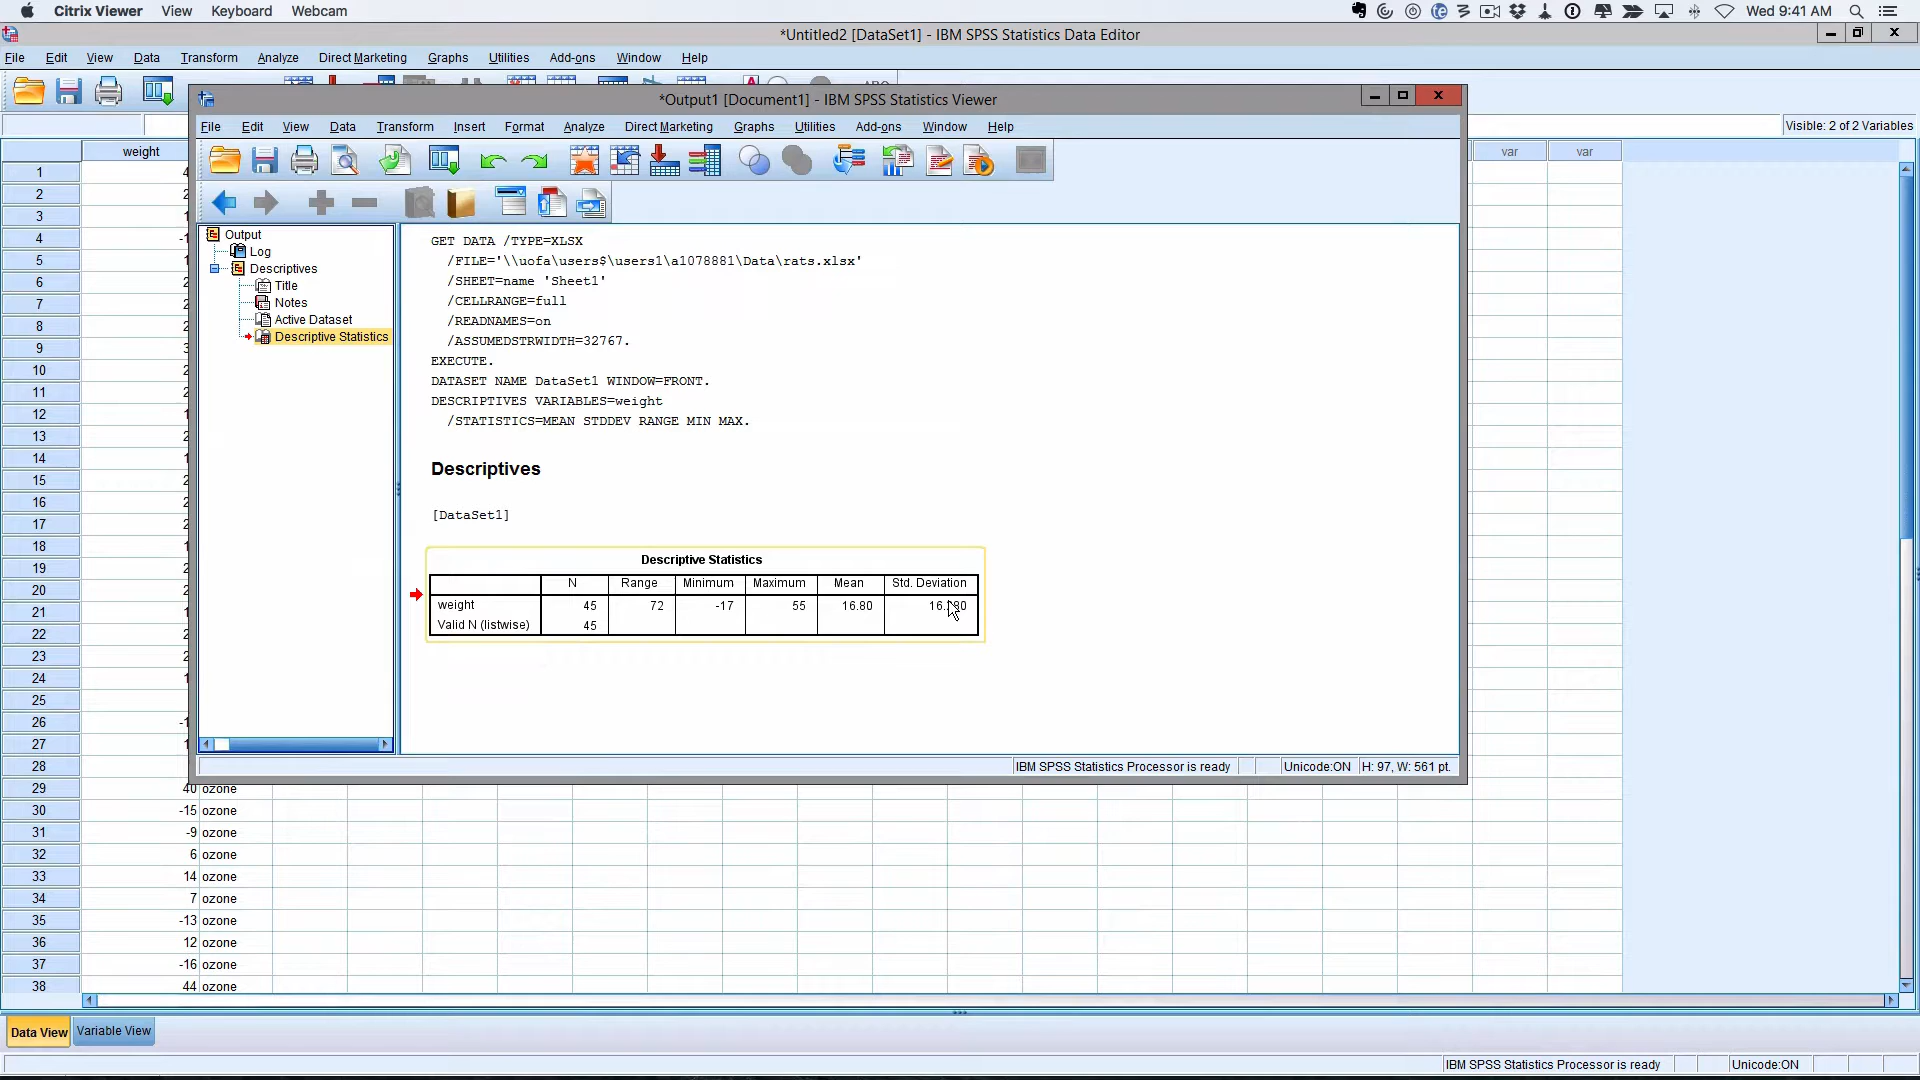 Citrix Viewer View Keyboard Webcam Wed 9:41 AM
*Untitled2 [DataSet1] - IBM SPSS Statistics Data Editor
File Edit View Data Transform Analyze Direct Marketing Graphs Utilities Add-ons Window Help
*Output1 [Document1] - IBM SPSS Statistics Viewer
File Edit View Data Transform Insert Format Analyze Direct Marketing Graphs Utilities Add-ons Window Help
Visible: 2 of 2 Variables
weight var var
Output
Log
Descriptives
Title
Notes
Active Dataset
Descriptive Statistics
GET DATA /TYPE=XLSX
/FILE='\\uofa\users$\users1\a1078881\Data\rats.xlsx'
/SHEET=name 'Sheet1'
/CELLRANGE=full
/READNAMES=on
/ASSUMEDSTRWIDTH=32767.
EXECUTE.
DATASET NAME DataSet1 WINDOW=FRONT.
DESCRIPTIVES VARIABLES=weight
/STATISTICS=MEAN STDDEV RANGE MIN MAX.
Descriptives
[DataSet1]
Descriptive Statistics
N Range Minimum Maximum Mean Std. Deviation
weight 45 72 -17 55 16.80
Valid N (listwise) 45
IBM SPSS Statistics Processor is ready Unicode:ON H: 97, W: 561 pt.
1
2
3
4
5
6
7
8
9
10
11
12
13
14
15
16
17
18
19
20
21
22
23
24
25
26
27
28
29 40 ozone
30 -15 ozone
31 -9 ozone
32 6 ozone
33 14 ozone
34 7 ozone
35 -13 ozone
36 12 ozone
37 -16 ozone
38 44 ozone
Data View Variable View
IBM SPSS Statistics Processor is ready Unicode:ON